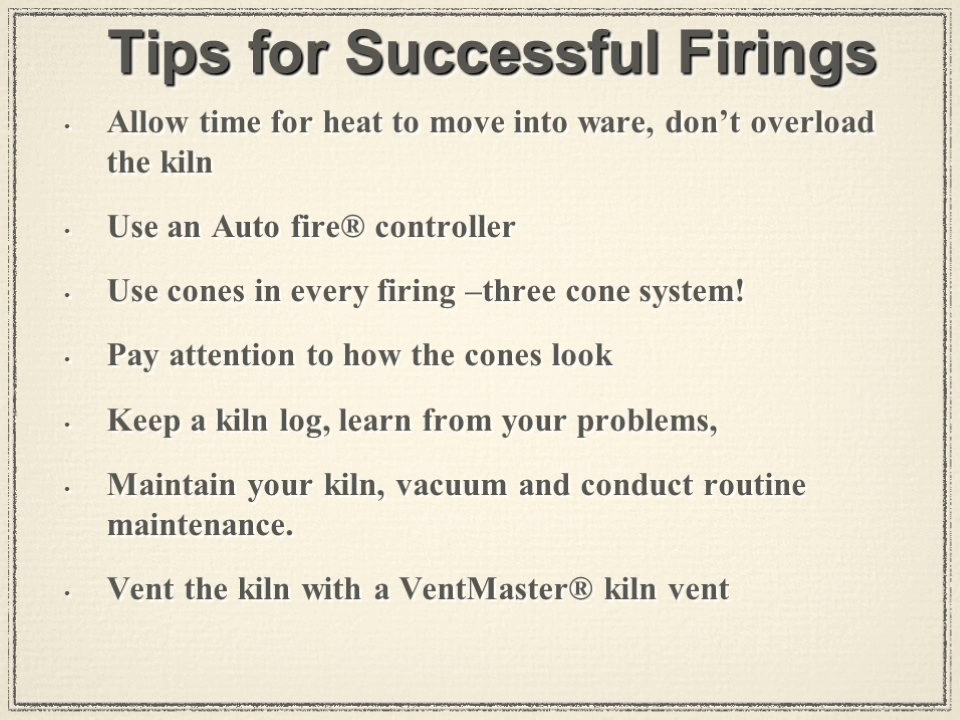 Tips for Successful Firings
• Allow time for heat to move into ware, don’t overload
the kiln
• Use an Auto fire® controller
• Use cones in every firing –three cone system!
• Pay attention to how the cones look
• Keep a kiln log, learn from your problems,
• Maintain your kiln, vacuum and conduct routine
maintenance.
• Vent the kiln with a VentMaster® kiln vent